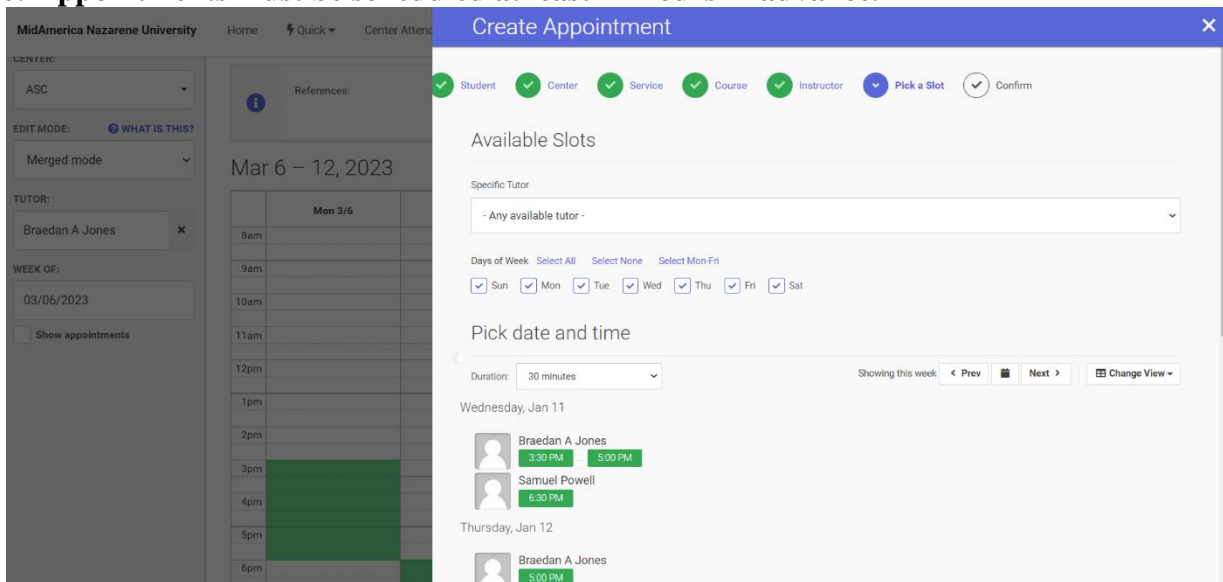 MidAmerica Nazarene University
Home
Quick
Center Attend
CENTER:
ASC
EDIT MODE:
WHAT IS THIS?
Merged mode
TUTOR:
Braedan A Jones
WEEK OF:
03/06/2023
Show appointments
References:
Mar 6 – 12, 2023
Mon 3/6
8am
9am
10am
11am
12pm
1pm
2pm
3pm
4pm
5pm
6pm
Create Appointment
Student
Center
Service
Course
Instructor
Pick a Slot
Confirm
Available Slots
Specific Tutor
- Any available tutor -
Days of Week Select All Select None Select Mon-Fri
Sun Mon Tue Wed Thu Fri Sat
Pick date and time
Duration: 30 minutes
Showing this week < Prev Next > Change View
Wednesday, Jan 11
Braedan A Jones
3:30 PM ... 5:00 PM
Samuel Powell
6:30 PM
Thursday, Jan 12
Braedan A Jones
5:00 PM